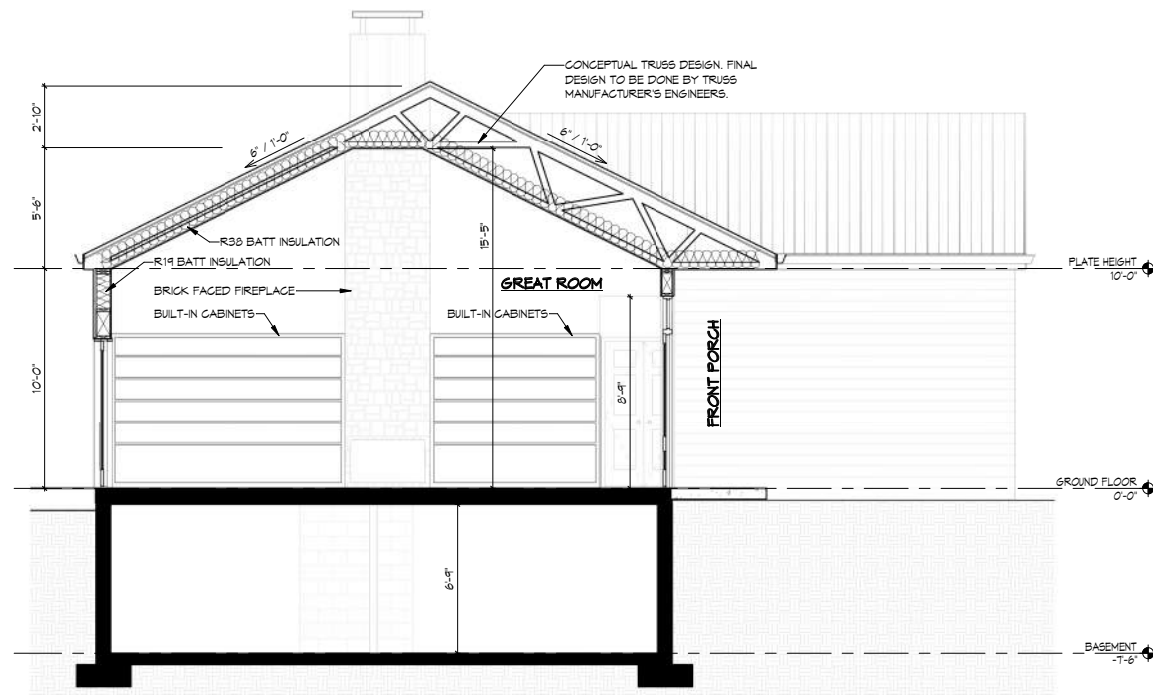 CONCEPTUAL TRUSS DESIGN. FINAL
DESIGN TO BE DONE BY TRUSS
MANUFACTURER'S ENGINEERS.
2'-10"
6" / 1'-0"
6" / 1'-0"
5'-6"
15'-5"
R38 BATT INSULATION
R19 BATT INSULATION
PLATE HEIGHT
10'-0"
BRICK FACED FIREPLACE
GREAT ROOM
BUILT-IN CABINETS
BUILT-IN CABINETS
10'-0"
8'-9"
FRONT PORCH
GROUND FLOOR
0'-0"
6'-9"
BASEMENT
-7'-6"